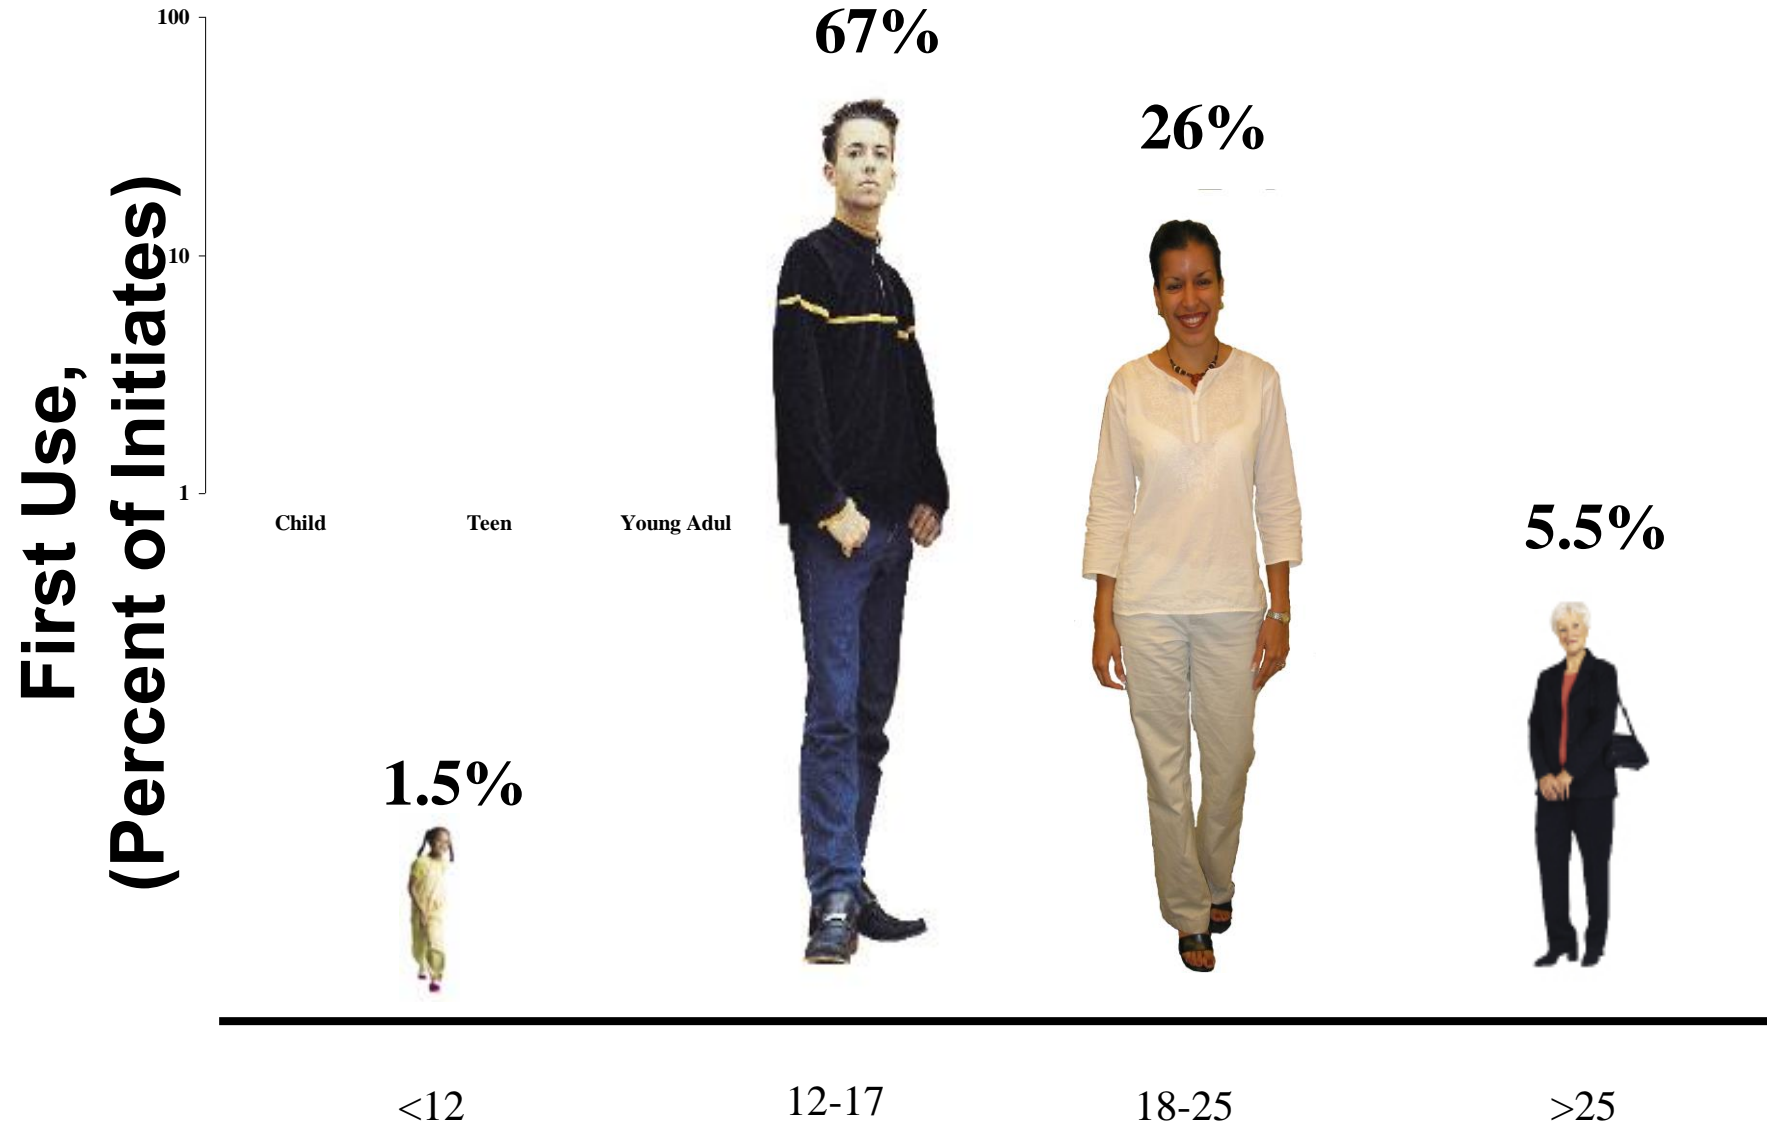 First Use,
(Percent of Initiates)
100
10
1
Child
Teen
Young Adul
1.5%
67%
26%
5.5%
<12
12-17
18-25
>25